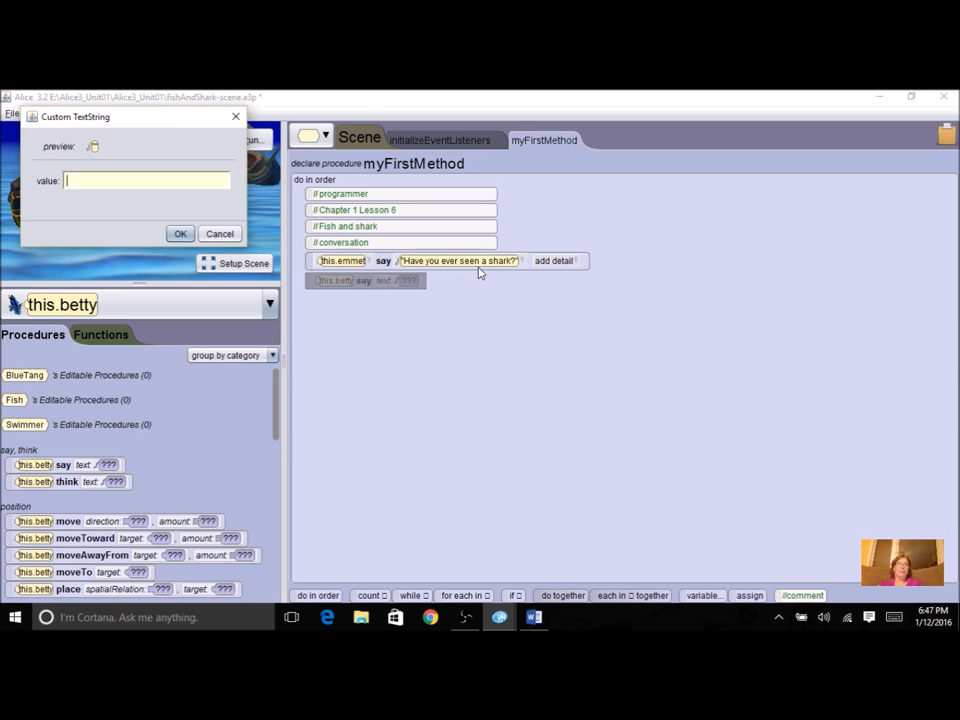 Alice 3.2 E:\Alice3_Unit01\Alice3_Unit01\fishAndShark-scene.a3p *
File
Custom TextString
preview:
value:
OK
Cancel
un...
Setup Scene
this.betty
Procedures
Functions
group by category
BlueTang 's Editable Procedures (0)
Fish 's Editable Procedures (0)
Swimmer 's Editable Procedures (0)
say, think
this.betty say text: ???
this.betty think text: ???
position
this.betty move direction: ??? , amount: ???
this.betty moveToward target: ??? , amount: ???
this.betty moveAwayFrom target: ??? , amount: ???
this.betty moveTo target: ???
this.betty place spatialRelation: ??? , target: ???
Scene
initializeEventListeners
myFirstMethod
declare procedure myFirstMethod
do in order
//programmer
//Chapter 1 Lesson 6
//Fish and shark
//conversation
this.emmet say "Have you ever seen a shark?" add detail
this.betty say text: ???
do in order
count
while
for each in
if
do together
each in together
variable...
assign
//comment
I'm Cortana. Ask me anything.
6:47 PM
1/12/2016